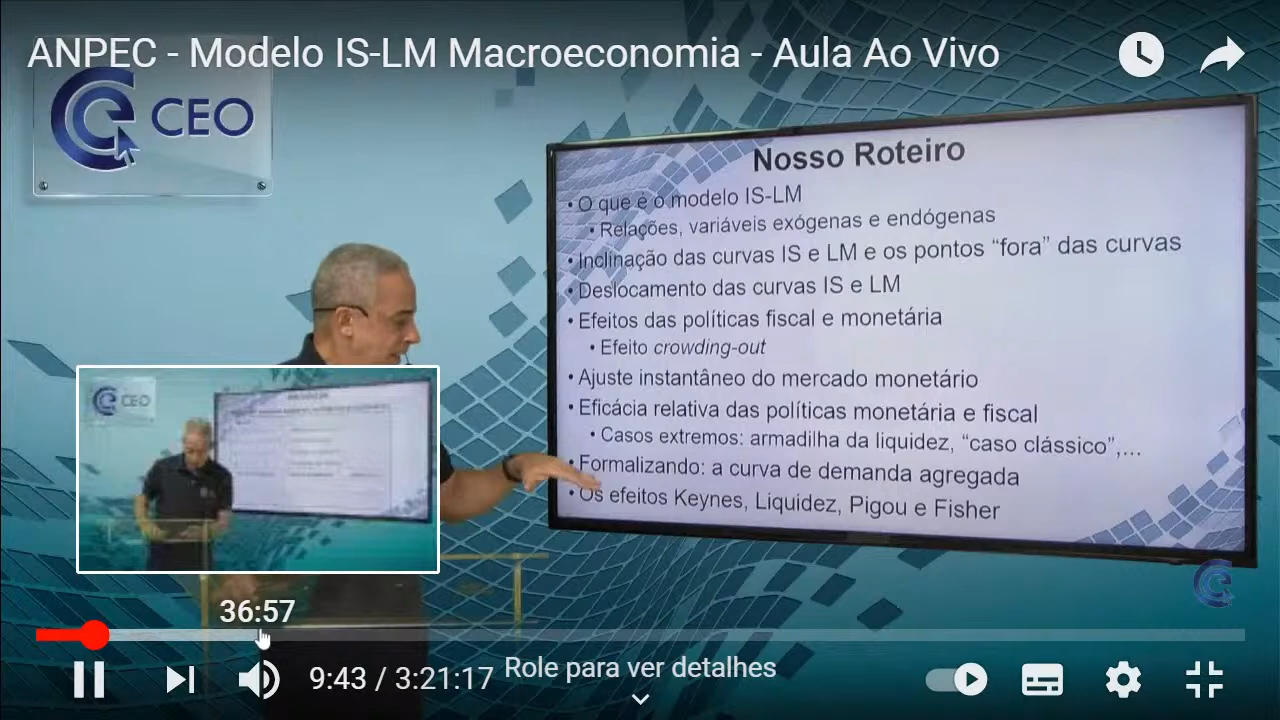 ANPEC - Modelo IS-LM Macroeconomia - Aula Ao Vivo
CEO
Nosso Roteiro
• O que é o modelo IS-LM
• Relações, variáveis exógenas e endógenas
• Inclinação das curvas IS e LM e os pontos “fora” das curvas
• Deslocamento das curvas IS e LM
• Efeitos das políticas fiscal e monetária
• Efeito crowding-out
• Ajuste instantâneo do mercado monetário
• Eficácia relativa das políticas monetária e fiscal
• Casos extremos: armadilha da liquidez, “caso clássico”,...
• Formalizando: a curva de demanda agregada
• Os efeitos Keynes, Liquidez, Pigou e Fisher
CEO
36:57
9:43 / 3:21:17
Role para ver detalhes